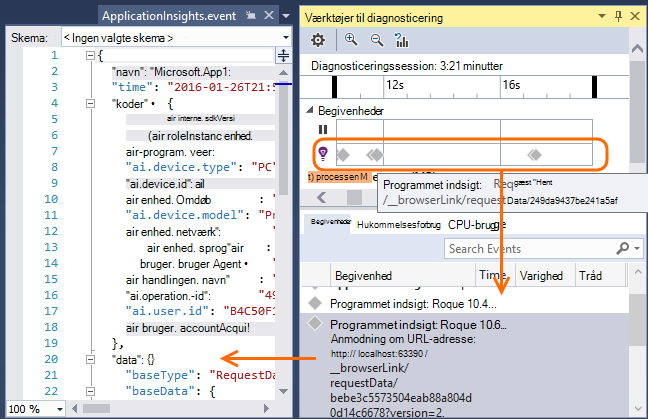 ApplicationInsights.event
Skema: < Ingen valgte skema >
1 {
2 "navn": "Microsoft.App1:
3 "time": "2016-01-26T21:5
4 "koder" • {
5 air interne. sdkVersi
6 (air roleInstanc enhed.
7 air-program. veer:
8 "ai.device.type": "PC"
9 "ai.device.id": ail
10 air enhed. Omdøb : "
11 "ai.device.model": "Pr
12 air enhed. netværk": "
13 air enhed. sprog"air : "
14 bruger. bruger Agent • "
15 air handlingen. navn" : "
16 "ai.operation.-id": "49
17 "ai.user.id": "B4C50F1
18 air bruger. accountAcqui!
19 },
20 "data": {}
21 "baseType": "RequestDa
22 "baseData": {
100 %
Værktøjer til diagnosticering
Diagnosticeringssession: 3:21 minutter
12s 16s
Begivenheder
t) processen M
Programmet indsigt: Req
/__browserLink/requestData/249da9437be241a5af
Begivenheder Hukommelsesforbrug CPU-brugge
Search Events
Begivenhed Time Varighed Tråd
Programmet indsigt: Roque 10.4...
Programmet indsigt: Roque 10.6...
Anmodning om URL-adresse:
http:// localhost:63390 /
__browserLink/
requestData/
bebe3c5573504eab88a804d
0d14c6678?version=2.